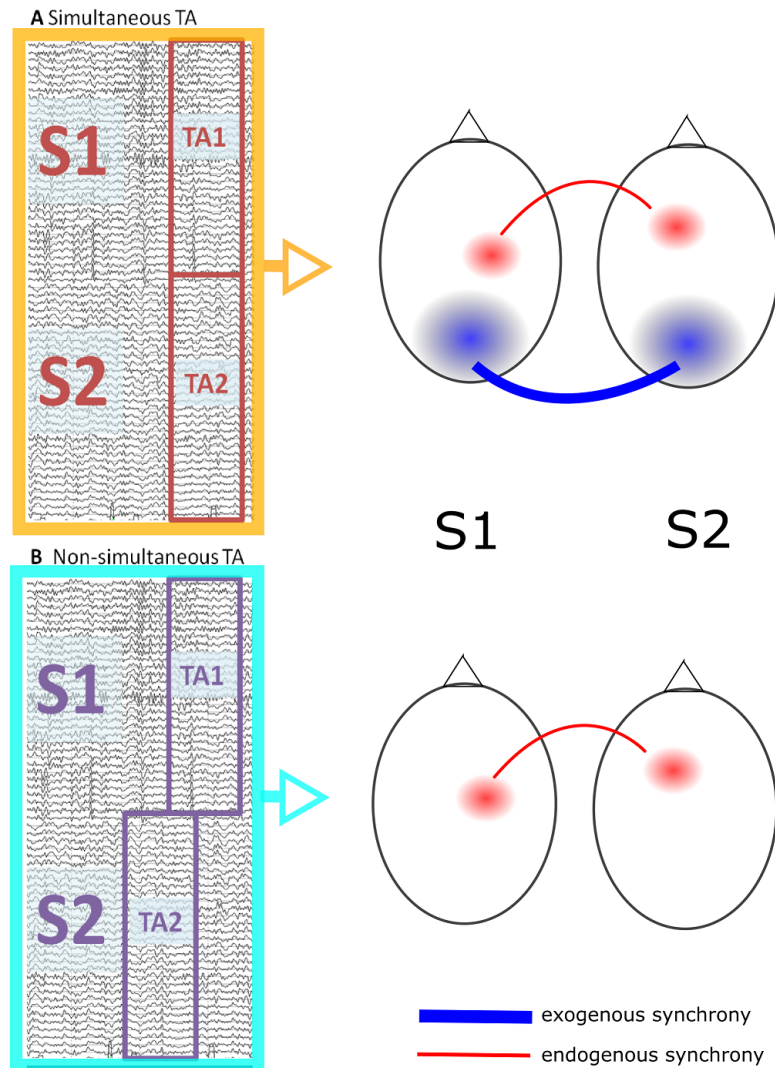 A Simultaneous TA
S1
TA1
S2
TA2
S1 S2
B Non-simultaneous TA
S1
TA1
S2
TA2
exogenous synchrony
endogenous synchrony